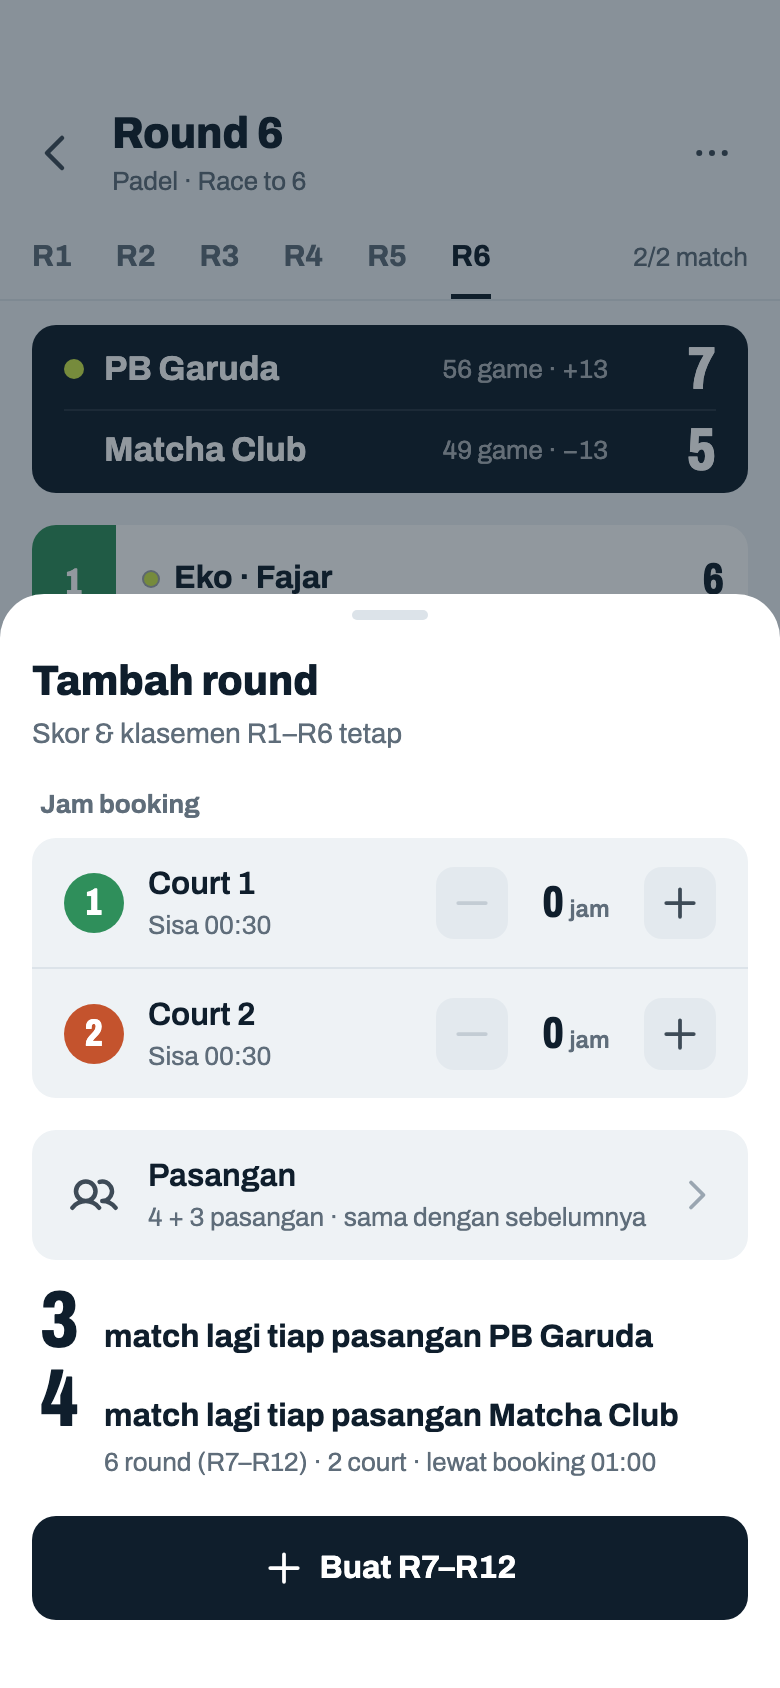 Round 6
Padel · Race to 6
R1 R2 R3 R4 R5 R6 2/2 match
PB Garuda 56 game · +13 7
Matcha Club 49 game · −13 5
1 Eko · Fajar 6
Tambah round
Skor & klasemen R1–R6 tetap
Jam booking
1 Court 1 0 jam
Sisa 00:30
2 Court 2 0 jam
Sisa 00:30
Pasangan
4 + 3 pasangan · sama dengan sebelumnya
3 match lagi tiap pasangan PB Garuda
4 match lagi tiap pasangan Matcha Club
6 round (R7–R12) · 2 court · lewat booking 01:00
Buat R7–R12